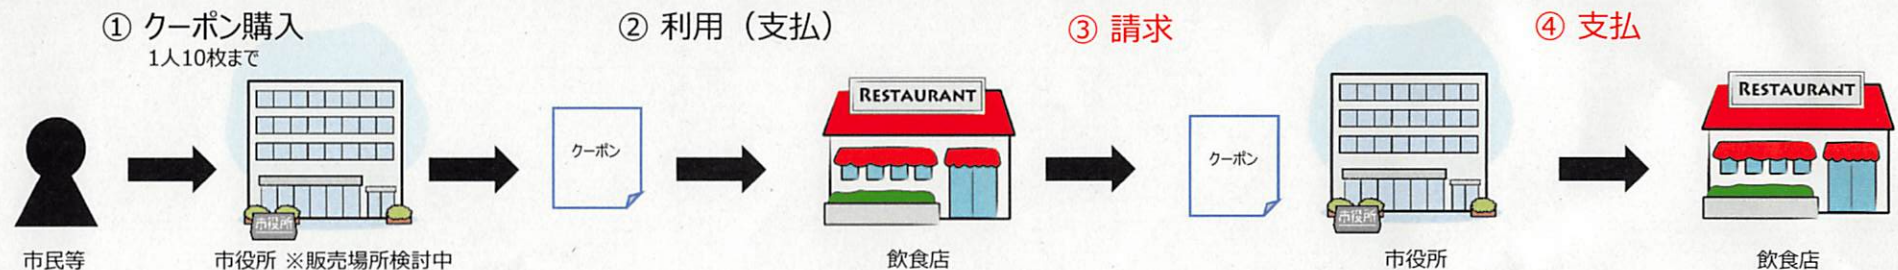 ① クーポン購入
1人10枚まで
② 利用（支払）
③ 請求
④ 支払
クーポン
RESTAURANT
クーポン
RESTAURANT
市役所
市役所
市民等
市役所 ※販売場所検討中
飲食店
市役所
飲食店